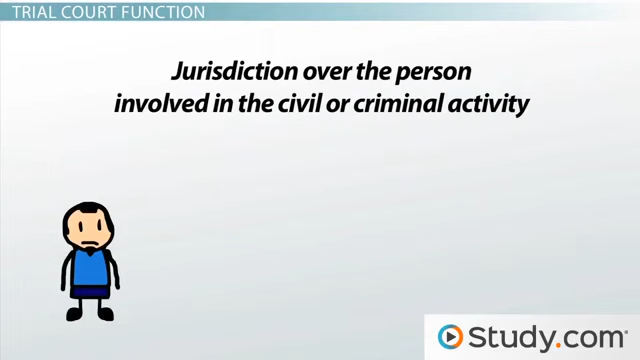 TRIAL COURT FUNCTION
Jurisdiction over the person
involved in the civil or criminal activity
Study.com